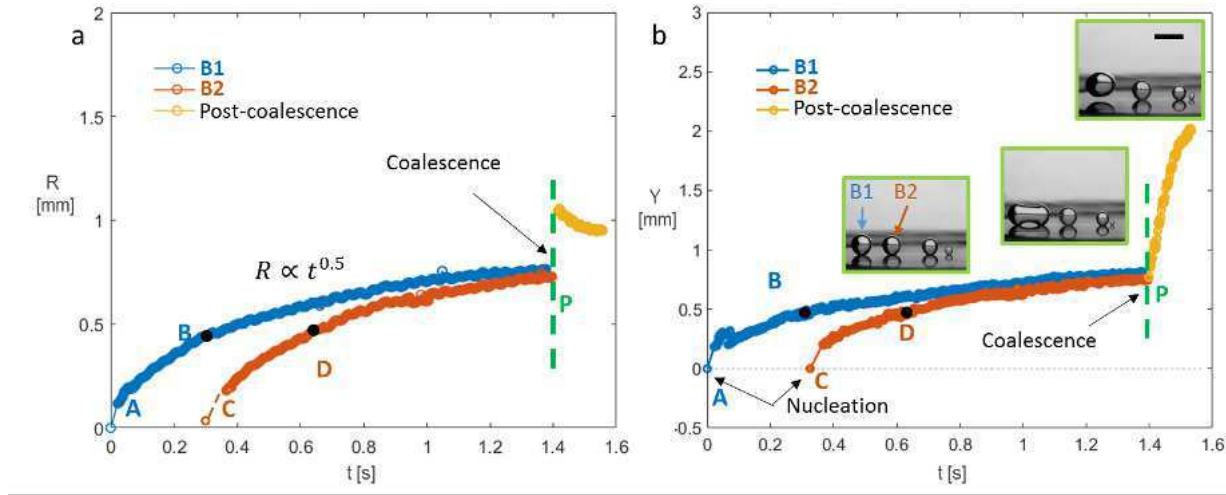 a
2
1.5
1
0.5
0
R
[mm]
B1
B2
Post-coalescence
Coalescence
R ∝ t^0.5
A
B
C
D
P
0
0.2
0.4
0.6
0.8
1
1.2
1.4
1.6
t [s]
b
3
2.5
2
1.5
1
0.5
0
-0.5
Y
[mm]
B1
B2
Post-coalescence
B1
B2
B
A
C
D
P
Coalescence
Nucleation
0
0.2
0.4
0.6
0.8
1
1.2
1.4
1.6
t [s]